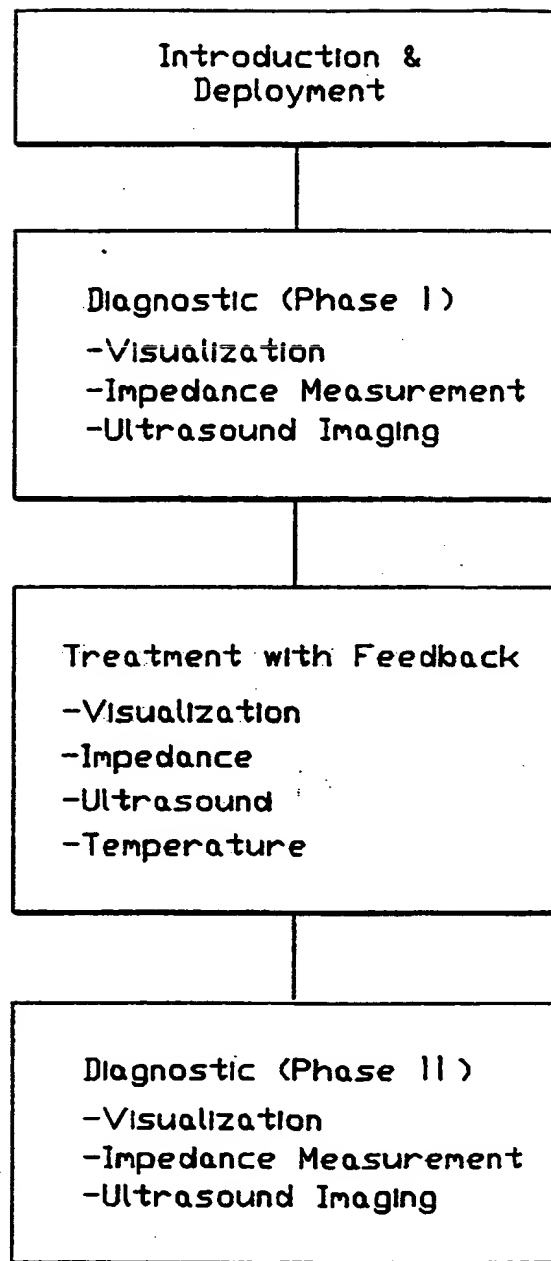 Introduction &
Deployment
Diagnostic (Phase I)
-Visualization
-Impedance Measurement
-Ultrasound Imaging
Treatment with Feedback
-Visualization
-Impedance
-Ultrasound
-Temperature
Diagnostic (Phase II)
-Visualization
-Impedance Measurement
-Ultrasound Imaging